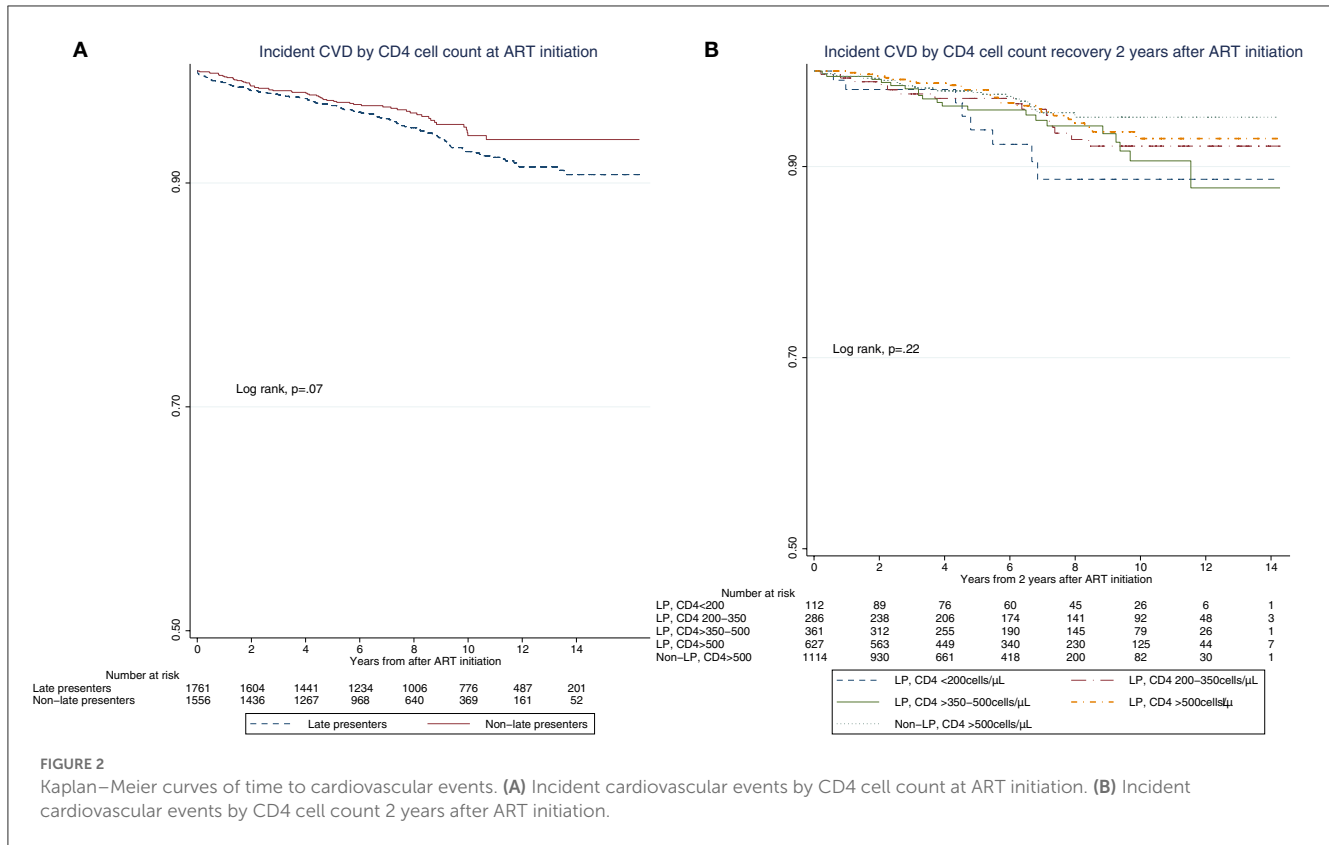 A
Incident CVD by CD4 cell count at ART initiation
0.90
0.70
0.50
Log rank, p=.07
0 2 4 6 8 10 12 14
Years from after ART initiation
Number at risk
Late presenters 1761 1604 1441 1234 1006 776 487 201
Non−late presenters 1556 1436 1267 968 640 369 161 52
Late presenters Non−late presenters
B
Incident CVD by CD4 cell count recovery 2 years after ART initiation
0.90
0.70
0.50
Log rank, p=.22
0 2 4 6 8 10 12 14
Years from 2 years after ART initiation
Number at risk
LP, CD4<200 112 89 76 60 45 26 6 1
LP, CD4 200−350 286 238 206 174 141 92 48 3
LP, CD4>350−500 361 312 255 190 145 79 26 1
LP, CD4>500 627 563 449 340 230 125 44 7
Non−LP, CD4>500 1114 930 661 418 200 82 30 1
LP, CD4 <200cells/µL LP, CD4 200−350cells/µL
LP, CD4 >350−500cells/µL LP, CD4 >500cells/µ
Non−LP, CD4 >500cells/µL
FIGURE 2
Kaplan–Meier curves of time to cardiovascular events. (A) Incident cardiovascular events by CD4 cell count at ART initiation. (B) Incident
cardiovascular events by CD4 cell count 2 years after ART initiation.